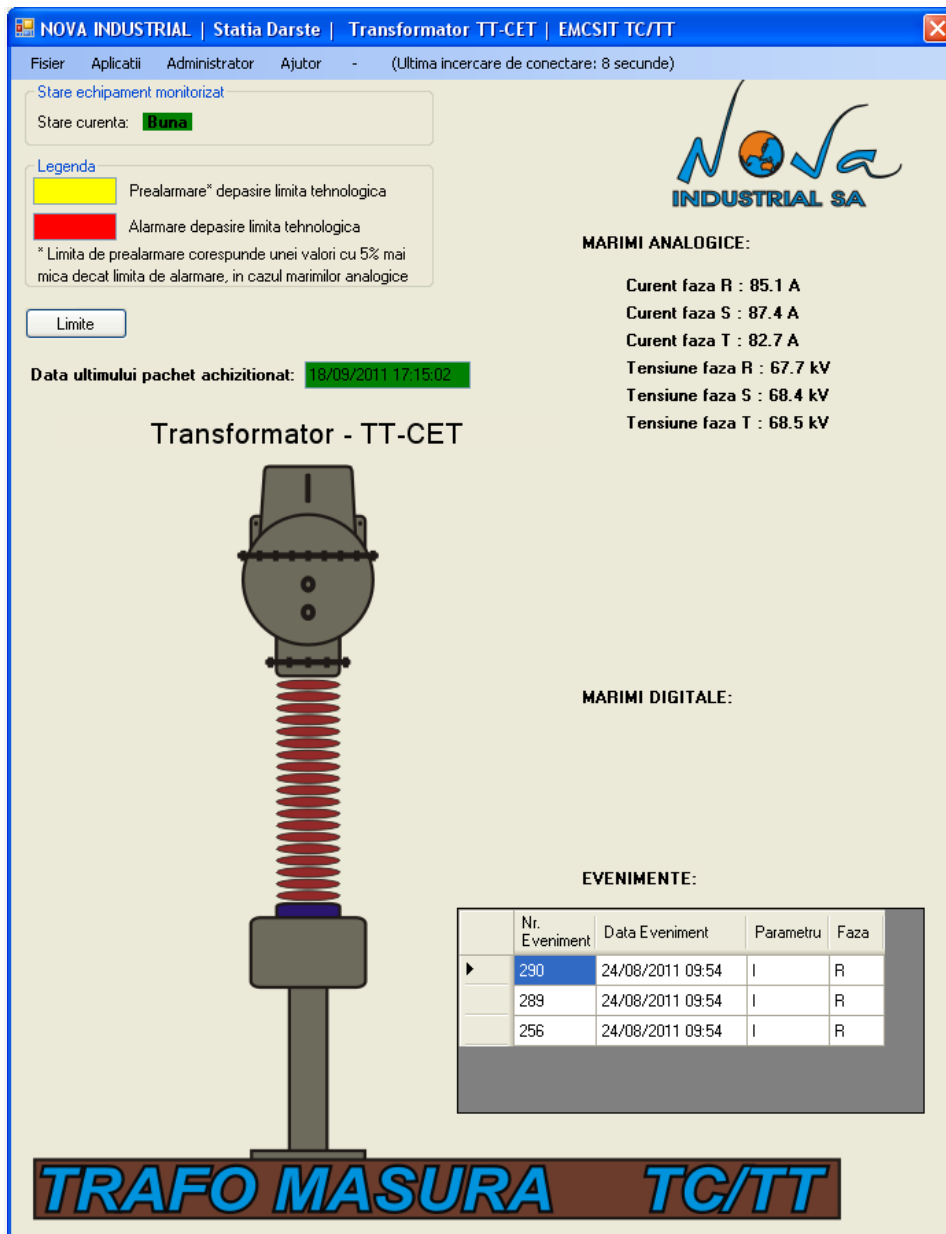 NOVA INDUSTRIAL | Statia Darste | Transformator TT-CET | EMCSIT TC/TT
Fisier Aplicatii Administrator Ajutor - (Ultima incercare de conectare: 8 secunde)
Stare echipament monitorizat
Stare curenta: Buna
Legenda
Prealarmare* depasire limita tehnologica
Alarmare depasire limita tehnologica
* Limita de prealarmare corespunde unei valori cu 5% mai
mica decat limita de alarmare, in cazul marimilor analogice
Limite
Data ultimului pachet achizitionat: 18/09/2011 17:15:02
Nova
INDUSTRIAL SA
MARIMI ANALOGICE:
Curent faza R : 85.1 A
Curent faza S : 87.4 A
Curent faza T : 82.7 A
Tensiune faza R : 67.7 kV
Tensiune faza S : 68.4 kV
Tensiune faza T : 68.5 kV
Transformator - TT-CET
MARIMI DIGITALE:
EVENIMENTE:
Nr. Eveniment Data Eveniment Parametru Faza
290 24/08/2011 09:54 I R
289 24/08/2011 09:54 I R
256 24/08/2011 09:54 I R
TRAFO MASURA TC/TT